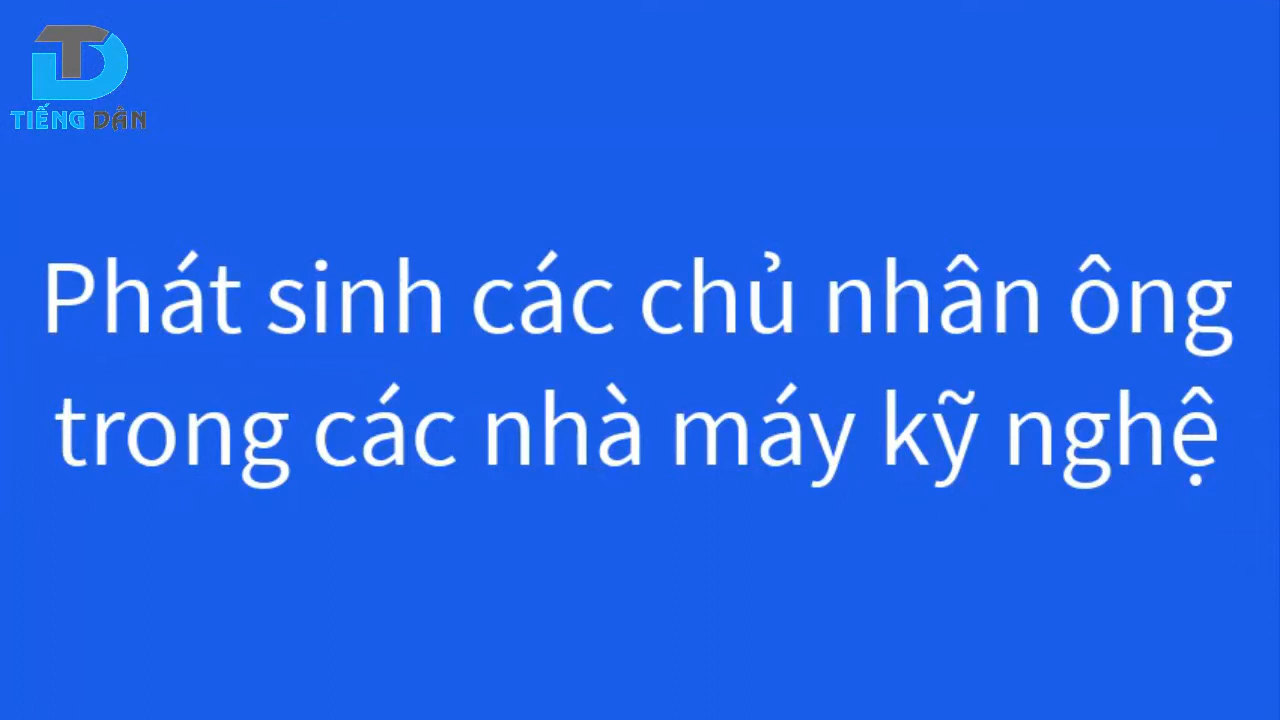 TIẾNG DÂN
Phát sinh các chủ nhân ông
trong các nhà máy kỹ nghệ